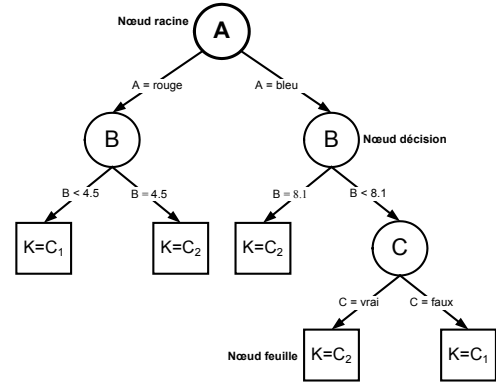 Nœud racine
A
A = rouge
A = bleu
B
B
Nœud décision
B < 4.5
B = 4.5
B = 8.1
B < 8.1
K=C₁
K=C₂
K=C₂
C
C = vrai
C = faux
Nœud feuille
K=C₂
K=C₁